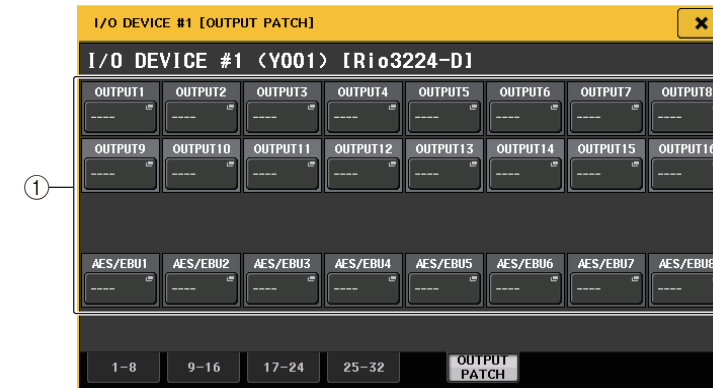 I/O DEVICE #1 [OUTPUT PATCH]
I/O DEVICE #1 (Y001) [Rio3224-D]
OUTPUT1 OUTPUT2 OUTPUT3 OUTPUT4 OUTPUT5 OUTPUT6 OUTPUT7 OUTPUT8
---- ---- ---- ---- ---- ---- ---- ----
OUTPUT9 OUTPUT10 OUTPUT11 OUTPUT12 OUTPUT13 OUTPUT14 OUTPUT15 OUTPUT16
---- ---- ---- ---- ---- ---- ---- ----
①
AES/EBU1 AES/EBU2 AES/EBU3 AES/EBU4 AES/EBU5 AES/EBU6 AES/EBU7 AES/EBU8
---- ---- ---- ---- ---- ---- ---- ----
1-8 9-16 17-24 25-32 OUTPUT
PATCH